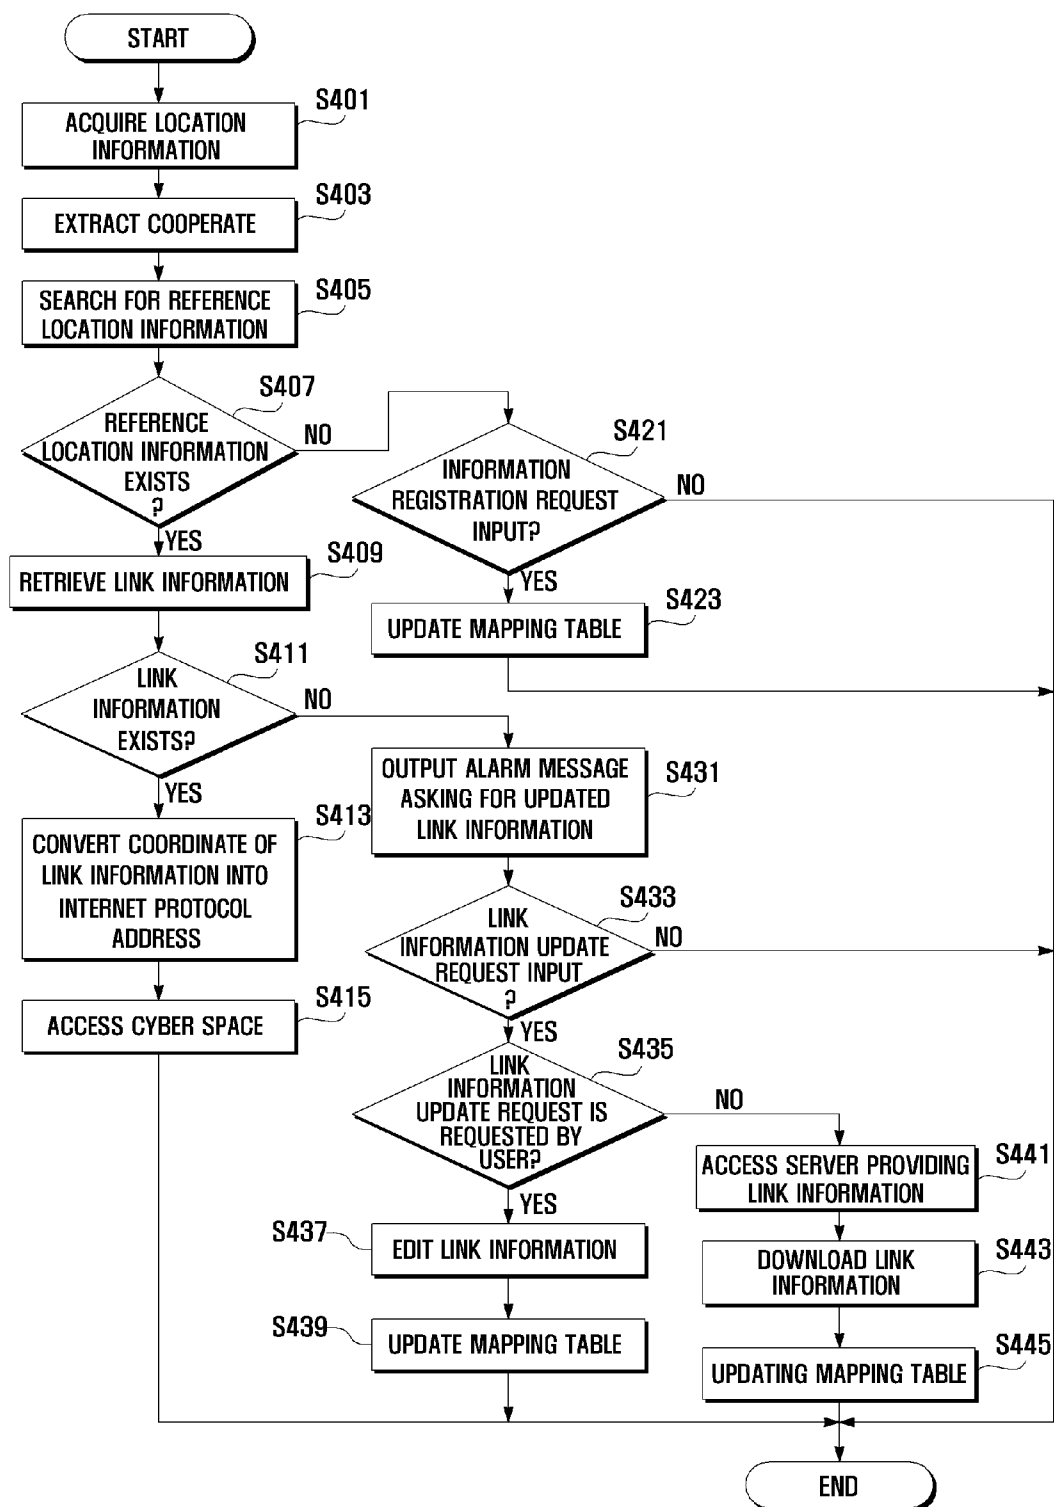 START
S401
ACQUIRE LOCATION
INFORMATION
S403
EXTRACT COOPERATE
S405
SEARCH FOR REFERENCE
LOCATION INFORMATION
S407
REFERENCE
LOCATION INFORMATION
EXISTS
?
NO
YES
S421
INFORMATION
REGISTRATION REQUEST
INPUT?
NO
YES
S409
RETRIEVE LINK INFORMATION
S423
UPDATE MAPPING TABLE
S411
LINK
INFORMATION
EXISTS?
NO
YES
S431
OUTPUT ALARM MESSAGE
ASKING FOR UPDATED
LINK INFORMATION
S413
CONVERT COORDINATE OF
LINK INFORMATION INTO
INTERNET PROTOCOL
ADDRESS
S433
LINK
INFORMATION UPDATE
REQUEST INPUT
?
NO
YES
S415
ACCESS CYBER SPACE
S435
LINK
INFORMATION
UPDATE REQUEST IS
REQUESTED BY
USER?
NO
YES
S441
ACCESS SERVER PROVIDING
LINK INFORMATION
S437
EDIT LINK INFORMATION
S443
DOWNLOAD LINK
INFORMATION
S439
UPDATE MAPPING TABLE
S445
UPDATING MAPPING TABLE
END